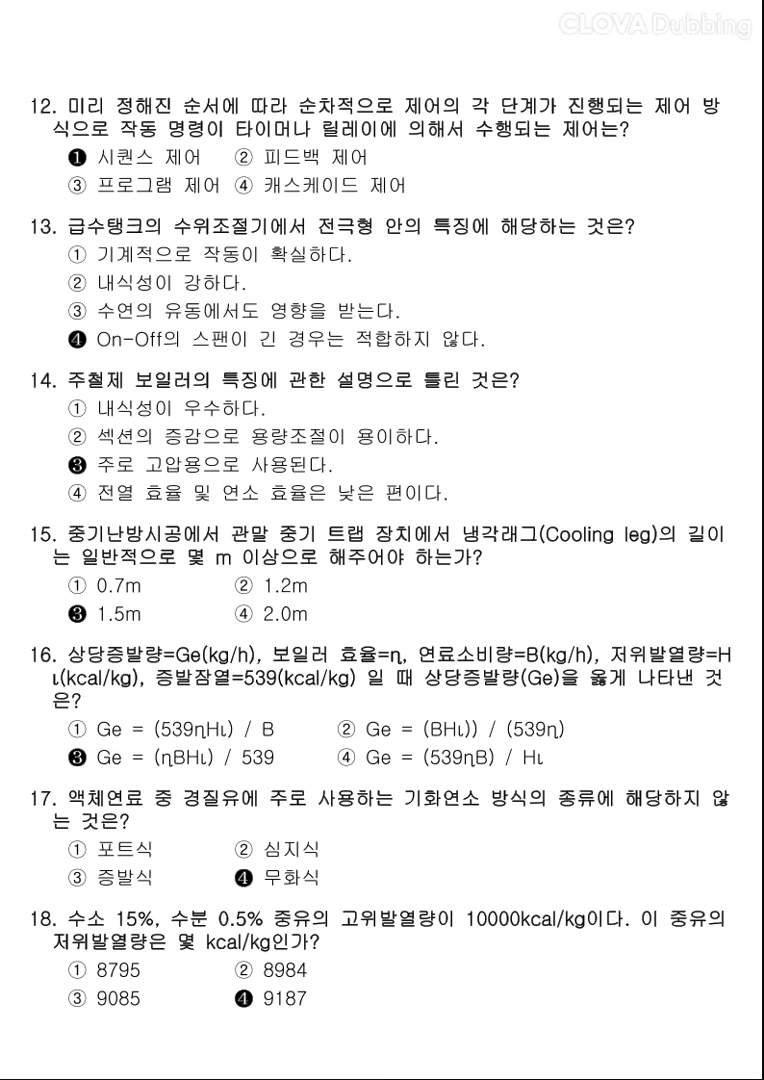 CLOVA Dubbing
12. 미리 정해진 순서에 따라 순차적으로 제어의 각 단계가 진행되는 제어 방
식으로 작동 명령이 타이머나 릴레이에 의해서 수행되는 제어는?
❶ 시퀀스 제어 ② 피드백 제어
③ 프로그램 제어 ④ 캐스케이드 제어
13. 급수탱크의 수위조절기에서 전극형 안의 특징에 해당하는 것은?
① 기계적으로 작동이 확실하다.
② 내식성이 강하다.
③ 수연의 유동에서도 영향을 받는다.
❹ On-Off의 스팬이 긴 경우는 적합하지 않다.
14. 주철제 보일러의 특징에 관한 설명으로 틀린 것은?
① 내식성이 우수하다.
② 섹션의 증감으로 용량조절이 용이하다.
❸ 주로 고압용으로 사용된다.
④ 전열 효율 및 연소 효율은 낮은 편이다.
15. 중기난방시공에서 관말 중기 트랩 장치에서 냉각래그(Cooling leg)의 길이
는 일반적으로 몇 m 이상으로 해주어야 하는가?
① 0.7m ② 1.2m
❸ 1.5m ④ 2.0m
16. 상당증발량=Ge(kg/h), 보일러 효율=η, 연료소비량=B(kg/h), 저위발열량=H
ι(kcal/kg), 증발잠열=539(kcal/kg) 일 때 상당증발량(Ge)을 옳게 나타낸 것
은?
① Ge = (539ηHι) / B ② Ge = (BHι)) / (539η)
❸ Ge = (ηBHι) / 539 ④ Ge = (539ηB) / Hι
17. 액체연료 중 경질유에 주로 사용하는 기화연소 방식의 종류에 해당하지 않
는 것은?
① 포트식 ② 심지식
③ 증발식 ❹ 무화식
18. 수소 15%, 수분 0.5% 중유의 고위발열량이 10000kcal/kg이다. 이 중유의
저위발열량은 몇 kcal/kg인가?
① 8795 ② 8984
③ 9085 ❹ 9187